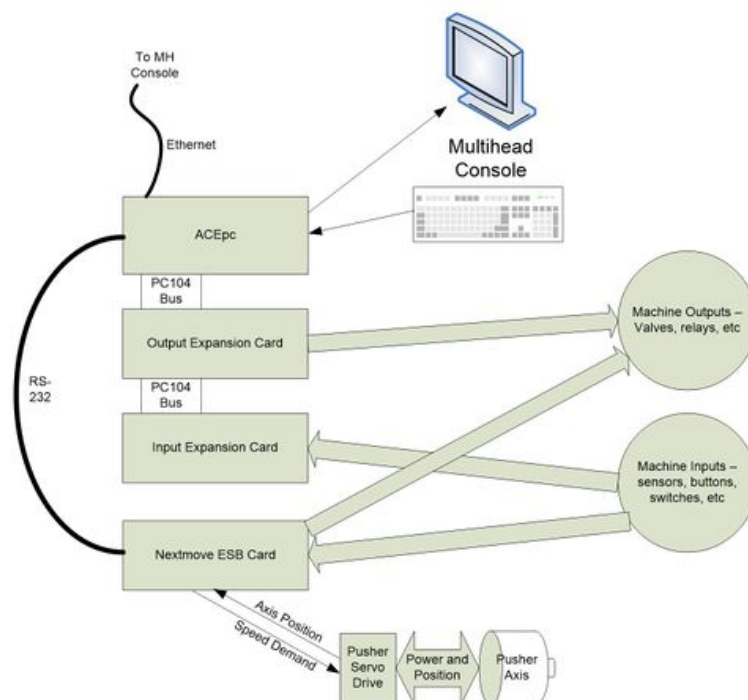 To MH
Console
Ethernet
Multihead
Console
ACEpc
PC104
Bus
Output Expansion Card
Machine Outputs –
Valves, relays, etc
PC104
Bus
RS-
232
Input Expansion Card
Machine Inputs –
sensors, buttons,
switches, etc
Nextmove ESB Card
Axis Position
Speed Demand
Pusher
Servo
Drive
Power and
Position
Pusher
Axis